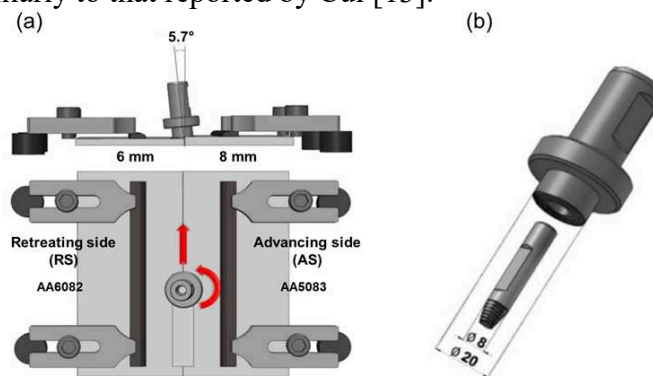 to that reported by Cui [15].
(a)
5.7°
6 mm
8 mm
Retreating side
(RS)
AA6082
Advancing side
(AS)
AA5083
(b)
Ø 8
Ø 20